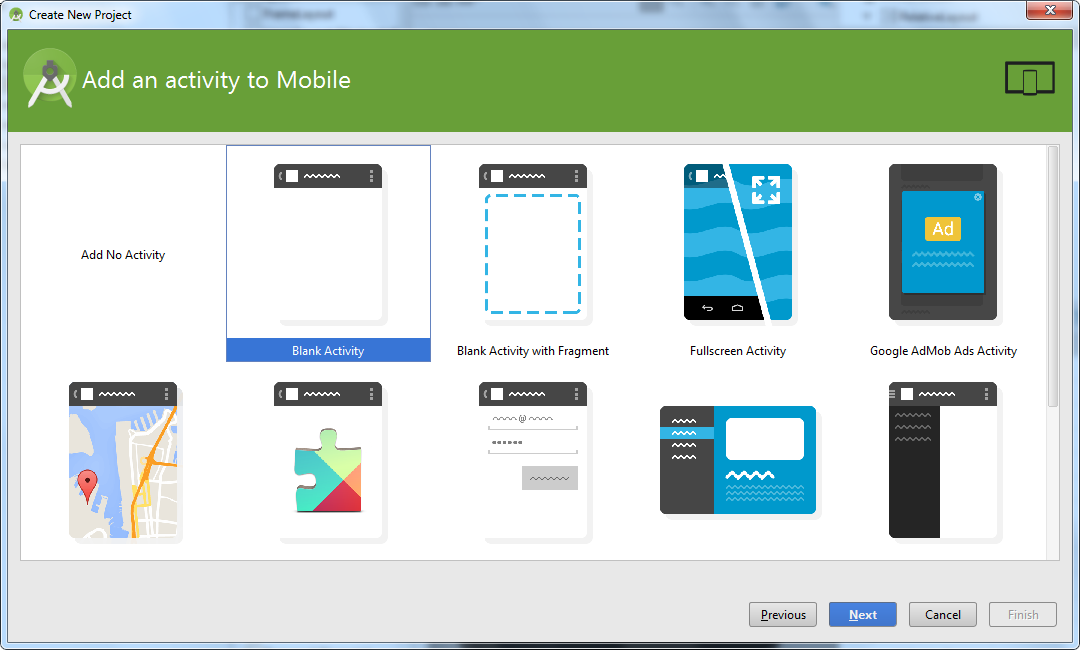 Create New Project
Add an activity to Mobile
Add No Activity
Ad
Blank Activity
Blank Activity with Fragment
Fullscreen Activity
Google AdMob Ads Activity
@
Previous
Next
Cancel
Finish